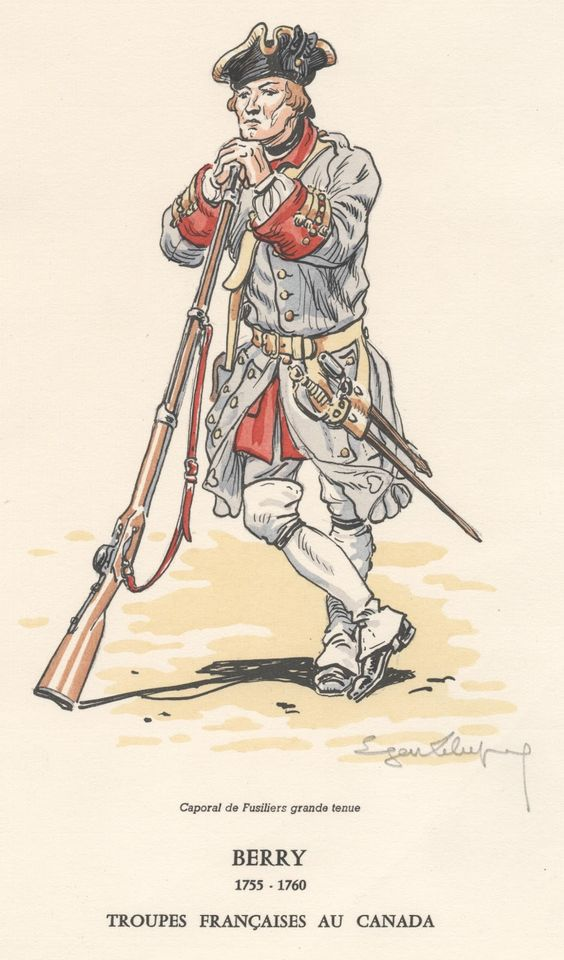 Caporal de Fusiliers grande tenue
BERRY
1755 - 1760
TROUPES FRANÇAISES AU CANADA